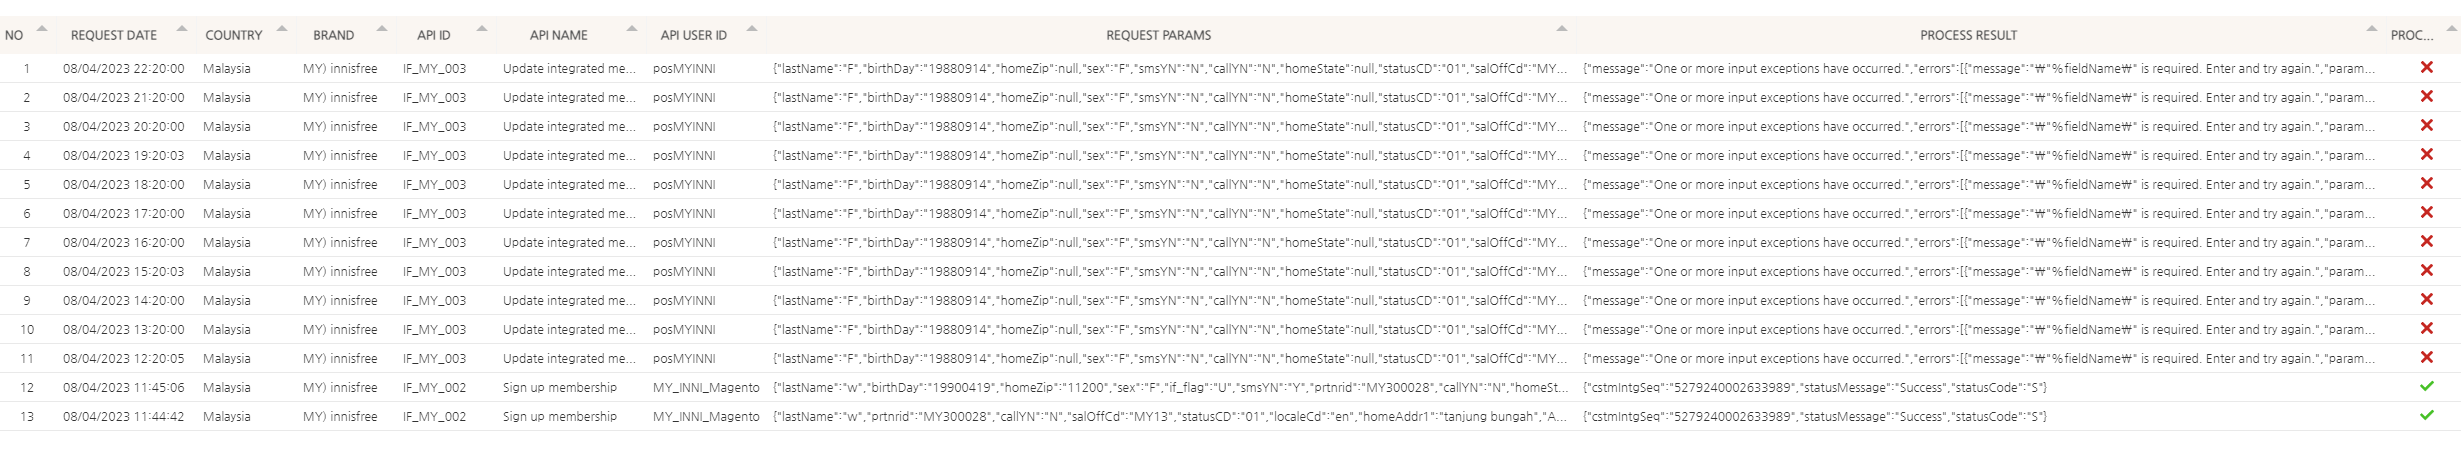 NO REQUEST DATE COUNTRY BRAND API ID API NAME API USER ID REQUEST PARAMS PROCESS RESULT PROC...
1 08/04/2023 22:20:00 Malaysia MY) innisfree IF_MY_003 Update integrated me... posMYINNI {"lastName":"F","birthDay":"19880914","homeZip":null,"sex":"F","smsYN":"N","callYN":"N","homeState":null,"statusCD":"01","salOffCd":"MY... {"message":"One or more input exceptions have occurred.","errors":[{"message":"₩"%fieldName₩" is required. Enter and try again.","param...
2 08/04/2023 21:20:00 Malaysia MY) innisfree IF_MY_003 Update integrated me... posMYINNI {"lastName":"F","birthDay":"19880914","homeZip":null,"sex":"F","smsYN":"N","callYN":"N","homeState":null,"statusCD":"01","salOffCd":"MY... {"message":"One or more input exceptions have occurred.","errors":[{"message":"₩"%fieldName₩" is required. Enter and try again.","param...
3 08/04/2023 20:20:00 Malaysia MY) innisfree IF_MY_003 Update integrated me... posMYINNI {"lastName":"F","birthDay":"19880914","homeZip":null,"sex":"F","smsYN":"N","callYN":"N","homeState":null,"statusCD":"01","salOffCd":"MY... {"message":"One or more input exceptions have occurred.","errors":[{"message":"₩"%fieldName₩" is required. Enter and try again.","param...
4 08/04/2023 19:20:03 Malaysia MY) innisfree IF_MY_003 Update integrated me... posMYINNI {"lastName":"F","birthDay":"19880914","homeZip":null,"sex":"F","smsYN":"N","callYN":"N","homeState":null,"statusCD":"01","salOffCd":"MY... {"message":"One or more input exceptions have occurred.","errors":[{"message":"₩"%fieldName₩" is required. Enter and try again.","param...
5 08/04/2023 18:20:00 Malaysia MY) innisfree IF_MY_003 Update integrated me... posMYINNI {"lastName":"F","birthDay":"19880914","homeZip":null,"sex":"F","smsYN":"N","callYN":"N","homeState":null,"statusCD":"01","salOffCd":"MY... {"message":"One or more input exceptions have occurred.","errors":[{"message":"₩"%fieldName₩" is required. Enter and try again.","param...
6 08/04/2023 17:20:00 Malaysia MY) innisfree IF_MY_003 Update integrated me... posMYINNI {"lastName":"F","birthDay":"19880914","homeZip":null,"sex":"F","smsYN":"N","callYN":"N","homeState":null,"statusCD":"01","salOffCd":"MY... {"message":"One or more input exceptions have occurred.","errors":[{"message":"₩"%fieldName₩" is required. Enter and try again.","param...
7 08/04/2023 16:20:00 Malaysia MY) innisfree IF_MY_003 Update integrated me... posMYINNI {"lastName":"F","birthDay":"19880914","homeZip":null,"sex":"F","smsYN":"N","callYN":"N","homeState":null,"statusCD":"01","salOffCd":"MY... {"message":"One or more input exceptions have occurred.","errors":[{"message":"₩"%fieldName₩" is required. Enter and try again.","param...
8 08/04/2023 15:20:03 Malaysia MY) innisfree IF_MY_003 Update integrated me... posMYINNI {"lastName":"F","birthDay":"19880914","homeZip":null,"sex":"F","smsYN":"N","callYN":"N","homeState":null,"statusCD":"01","salOffCd":"MY... {"message":"One or more input exceptions have occurred.","errors":[{"message":"₩"%fieldName₩" is required. Enter and try again.","param...
9 08/04/2023 14:20:00 Malaysia MY) innisfree IF_MY_003 Update integrated me... posMYINNI {"lastName":"F","birthDay":"19880914","homeZip":null,"sex":"F","smsYN":"N","callYN":"N","homeState":null,"statusCD":"01","salOffCd":"MY... {"message":"One or more input exceptions have occurred.","errors":[{"message":"₩"%fieldName₩" is required. Enter and try again.","param...
10 08/04/2023 13:20:00 Malaysia MY) innisfree IF_MY_003 Update integrated me... posMYINNI {"lastName":"F","birthDay":"19880914","homeZip":null,"sex":"F","smsYN":"N","callYN":"N","homeState":null,"statusCD":"01","salOffCd":"MY... {"message":"One or more input exceptions have occurred.","errors":[{"message":"₩"%fieldName₩" is required. Enter and try again.","param...
11 08/04/2023 12:20:05 Malaysia MY) innisfree IF_MY_003 Update integrated me... posMYINNI {"lastName":"F","birthDay":"19880914","homeZip":null,"sex":"F","smsYN":"N","callYN":"N","homeState":null,"statusCD":"01","salOffCd":"MY... {"message":"One or more input exceptions have occurred.","errors":[{"message":"₩"%fieldName₩" is required. Enter and try again.","param...
12 08/04/2023 11:45:06 Malaysia MY) innisfree IF_MY_002 Sign up membership MY_INNI_Magento {"lastName":"w","birthDay":"19900419","homeZip":"11200","sex":"F","if_flag":"U","smsYN":"Y","prtnrid":"MY300028","callYN":"N","homeSt... {"cstmIntgSeq":"5279240002633989","statusMessage":"Success","statusCode":"S"}
13 08/04/2023 11:44:42 Malaysia MY) innisfree IF_MY_002 Sign up membership MY_INNI_Magento {"lastName":"w","prtnrid":"MY300028","callYN":"N","salOffCd":"MY13","statusCD":"01","localeCd":"en","homeAddr1":"tanjung bungah","A... {"cstmIntgSeq":"5279240002633989","statusMessage":"Success","statusCode":"S"}